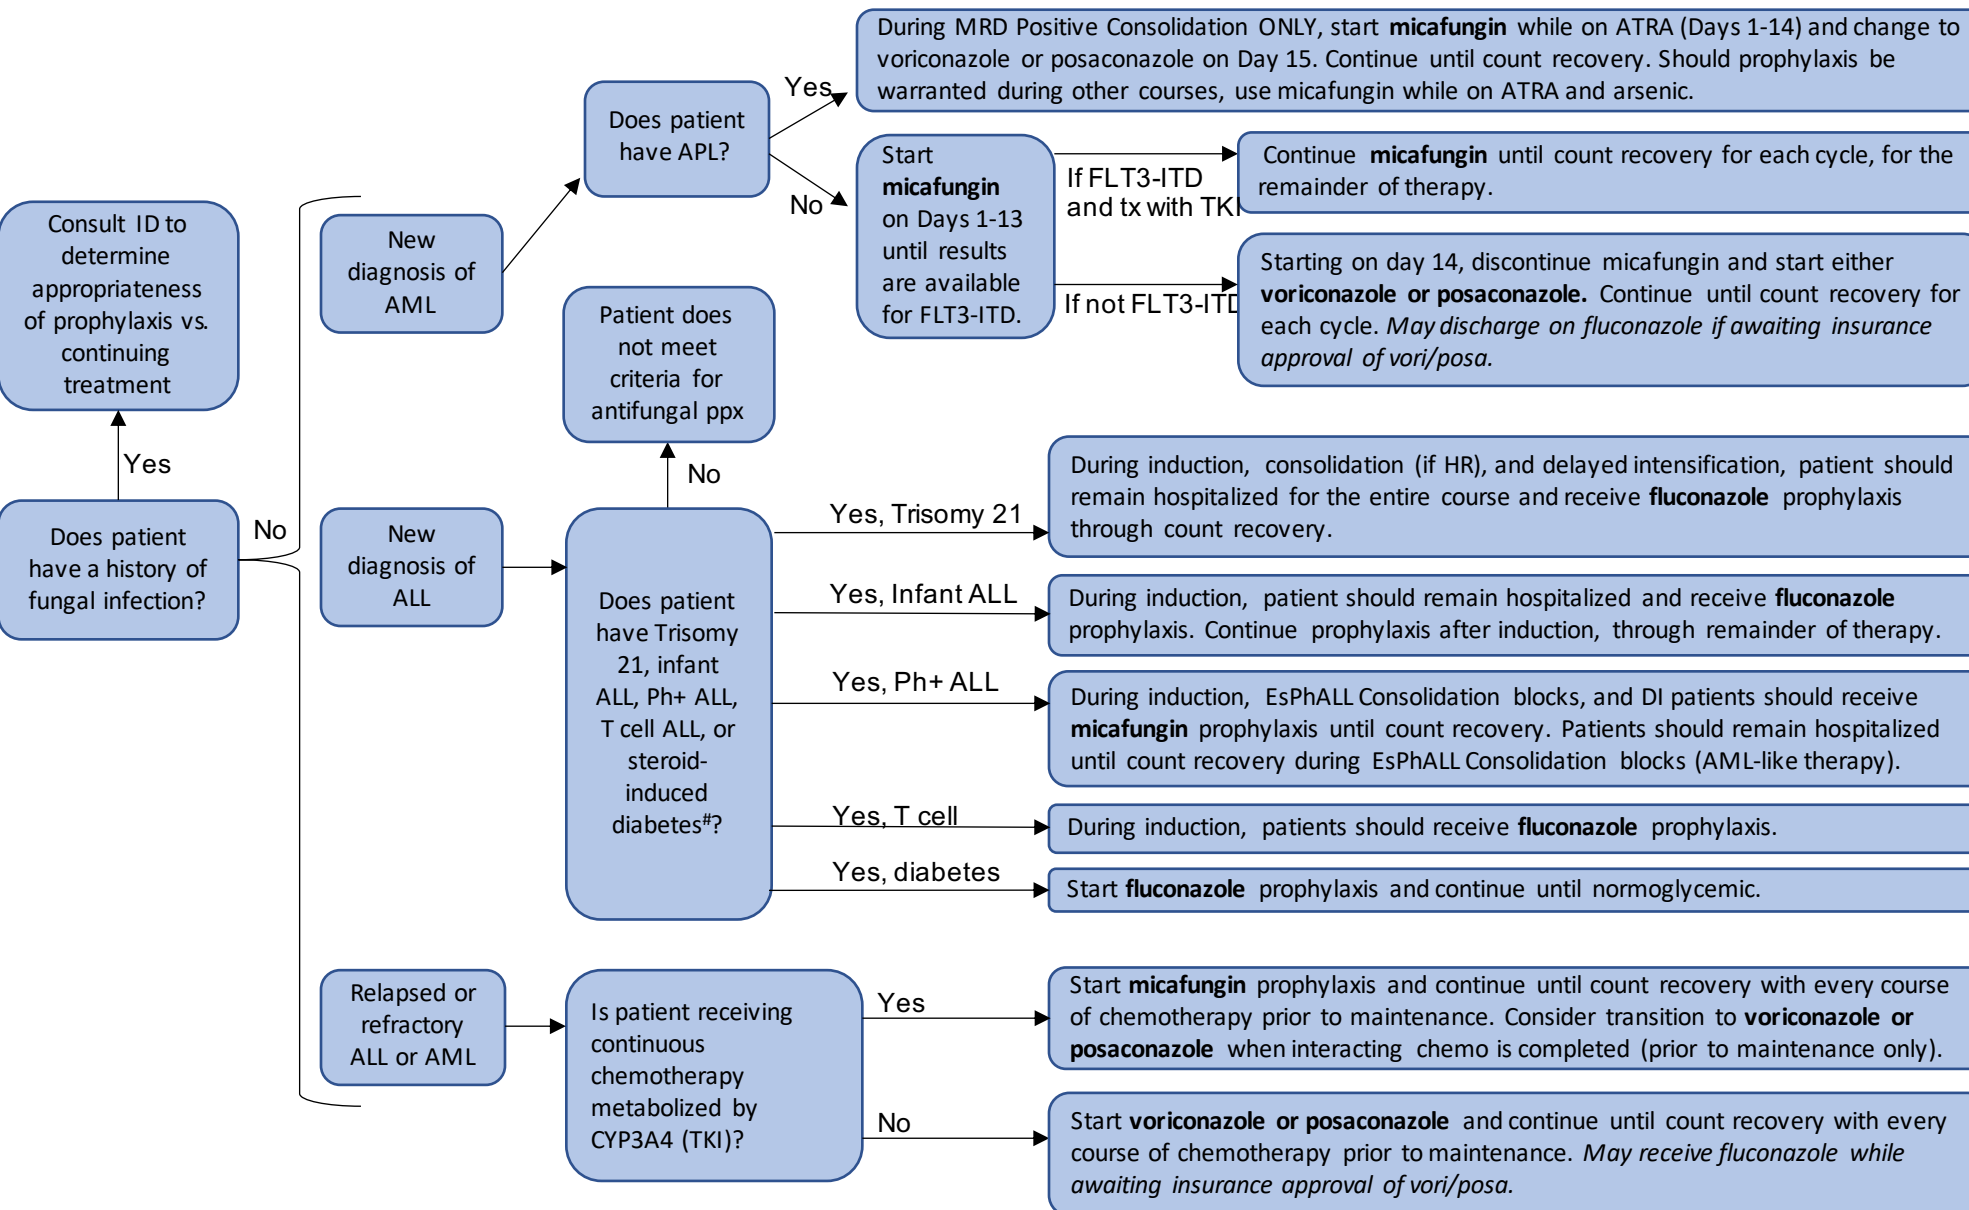 Consult ID to
determine
appropriateness
of prophylaxis vs.
continuing
treatment
Yes
Does patient
have a history of
fungal infection?
No
New
diagnosis of
AML
Does patient
have APL?
Yes
During MRD Positive Consolidation ONLY, start micafungin while on ATRA (Days 1-14) and change to
voriconazole or posaconazole on Day 15. Continue until count recovery. Should prophylaxis be
warranted during other courses, use micafungin while on ATRA and arsenic.
No
Start
micafungin
on Days 1-13
until results
are available
for FLT3-ITD.
If FLT3-ITD
and tx with TKI
Continue micafungin until count recovery for each cycle, for the
remainder of therapy.
If not FLT3-ITD
Starting on day 14, discontinue micafungin and start either
voriconazole or posaconazole. Continue until count recovery for
each cycle. May discharge on fluconazole if awaiting insurance
approval of vori/posa.
New
diagnosis of
ALL
Does patient
have Trisomy
21, infant
ALL, Ph+ ALL,
T cell ALL, or
steroid-
induced
diabetes#?
No
Patient does
not meet
criteria for
antifungal ppx
Yes, Trisomy 21
During induction, consolidation (if HR), and delayed intensification, patient should
remain hospitalized for the entire course and receive fluconazole prophylaxis
through count recovery.
Yes, Infant ALL
During induction, patient should remain hospitalized and receive fluconazole
prophylaxis. Continue prophylaxis after induction, through remainder of therapy.
Yes, Ph+ ALL
During induction, EsPhALL Consolidation blocks, and DI patients should receive
micafungin prophylaxis until count recovery. Patients should remain hospitalized
until count recovery during EsPhALL Consolidation blocks (AML-like therapy).
Yes, T cell
During induction, patients should receive fluconazole prophylaxis.
Yes, diabetes
Start fluconazole prophylaxis and continue until normoglycemic.
Relapsed or
refractory
ALL or AML
Is patient receiving
continuous
chemotherapy
metabolized by
CYP3A4 (TKI)?
Yes
Start micafungin prophylaxis and continue until count recovery with every course
of chemotherapy prior to maintenance. Consider transition to voriconazole or
posaconazole when interacting chemo is completed (prior to maintenance only).
No
Start voriconazole or posaconazole and continue until count recovery with every
course of chemotherapy prior to maintenance. May receive fluconazole while
awaiting insurance approval of vori/posa.